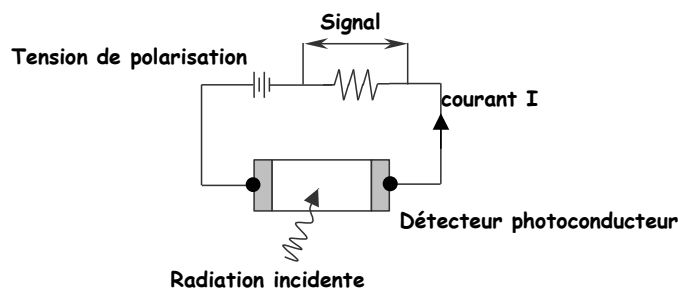 Signal
Tension de polarisation
courant I
Détecteur photoconducteur
Radiation incidente